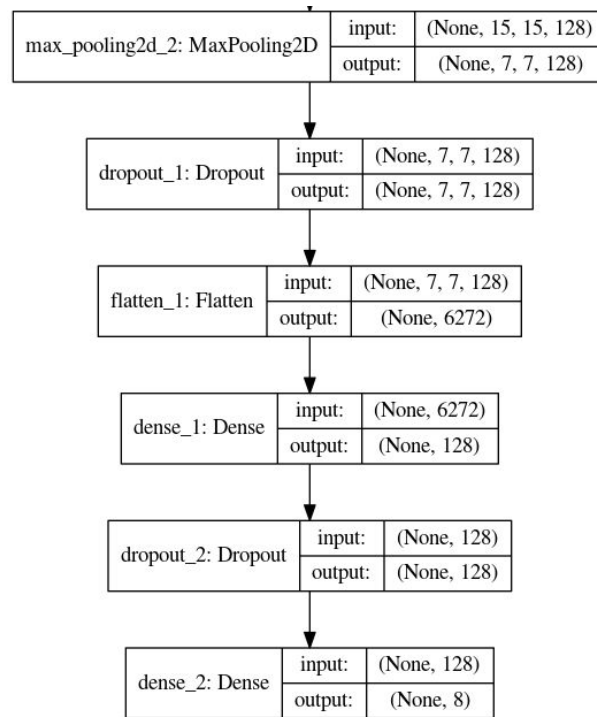 max_pooling2d_2: MaxPooling2D
input: (None, 15, 15, 128)
output: (None, 7, 7, 128)
dropout_1: Dropout
input: (None, 7, 7, 128)
output: (None, 7, 7, 128)
flatten_1: Flatten
input: (None, 7, 7, 128)
output: (None, 6272)
dense_1: Dense
input: (None, 6272)
output: (None, 128)
dropout_2: Dropout
input: (None, 128)
output: (None, 128)
dense_2: Dense
input: (None, 128)
output: (None, 8)